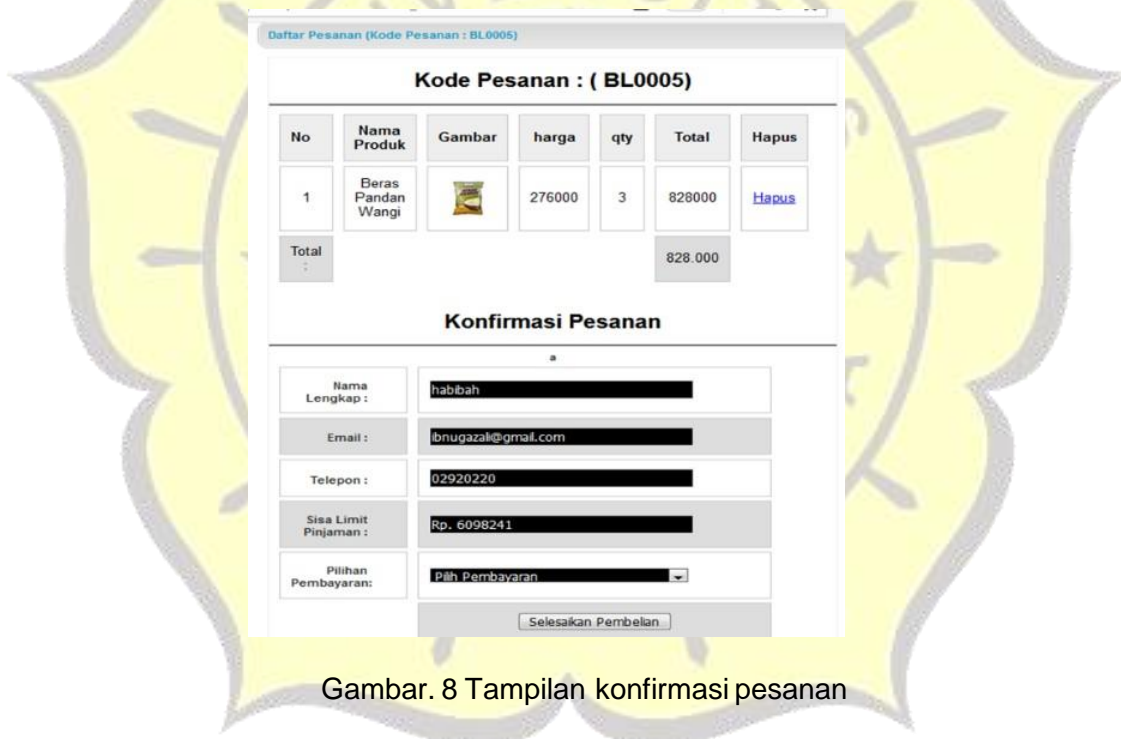 Daftar Pesanan (Kode Pesanan : BL0005)
Kode Pesanan : ( BL0005)
No Nama Produk Gambar harga qty Total Hapus
1 Beras Pandan Wangi 276000 3 828000 Hapus
Total : 828.000
Konfirmasi Pesanan
a
Nama Lengkap : habibah
Email : ibnugazali@gmail.com
Telepon : 02920220
Sisa Limit Pinjaman : Rp. 6098241
Pilihan Pembayaran: Pilih Pembayaran
Selesaikan Pembelian
Gambar. 8 Tampilan konfirmasi pesanan